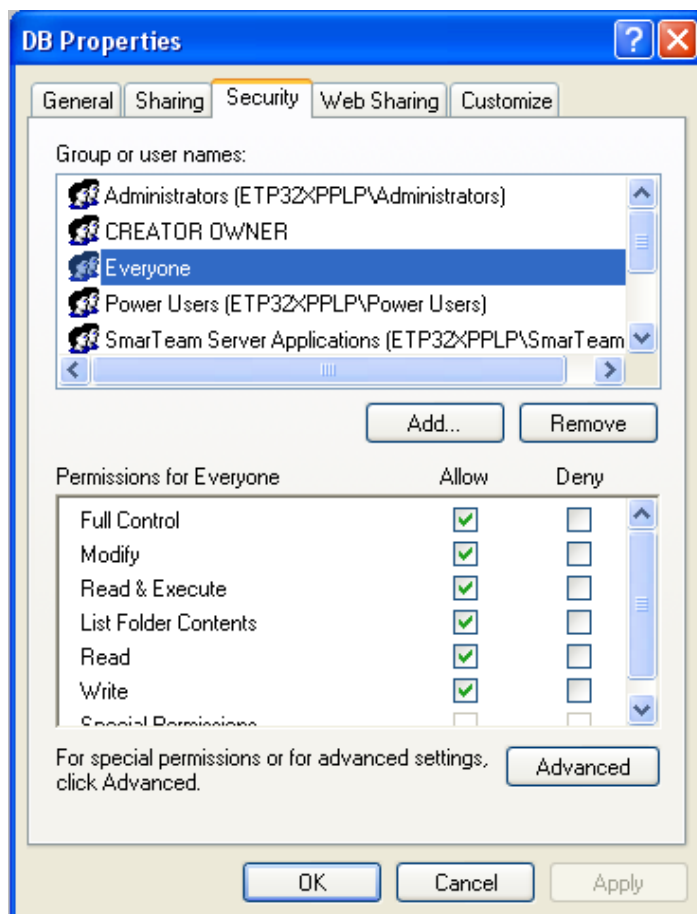 DB Properties
General Sharing Security Web Sharing Customize
Group or user names:
Administrators (ETP32XPPLP\Administrators)
CREATOR OWNER
Everyone
Power Users (ETP32XPPLP\Power Users)
SmarTeam Server Applications (ETP32XPPLP\SmarTeam
Add... Remove
Permissions for Everyone Allow Deny
Full Control
Modify
Read & Execute
List Folder Contents
Read
Write
Special Permissions
For special permissions or for advanced settings,
click Advanced.
Advanced
OK Cancel Apply